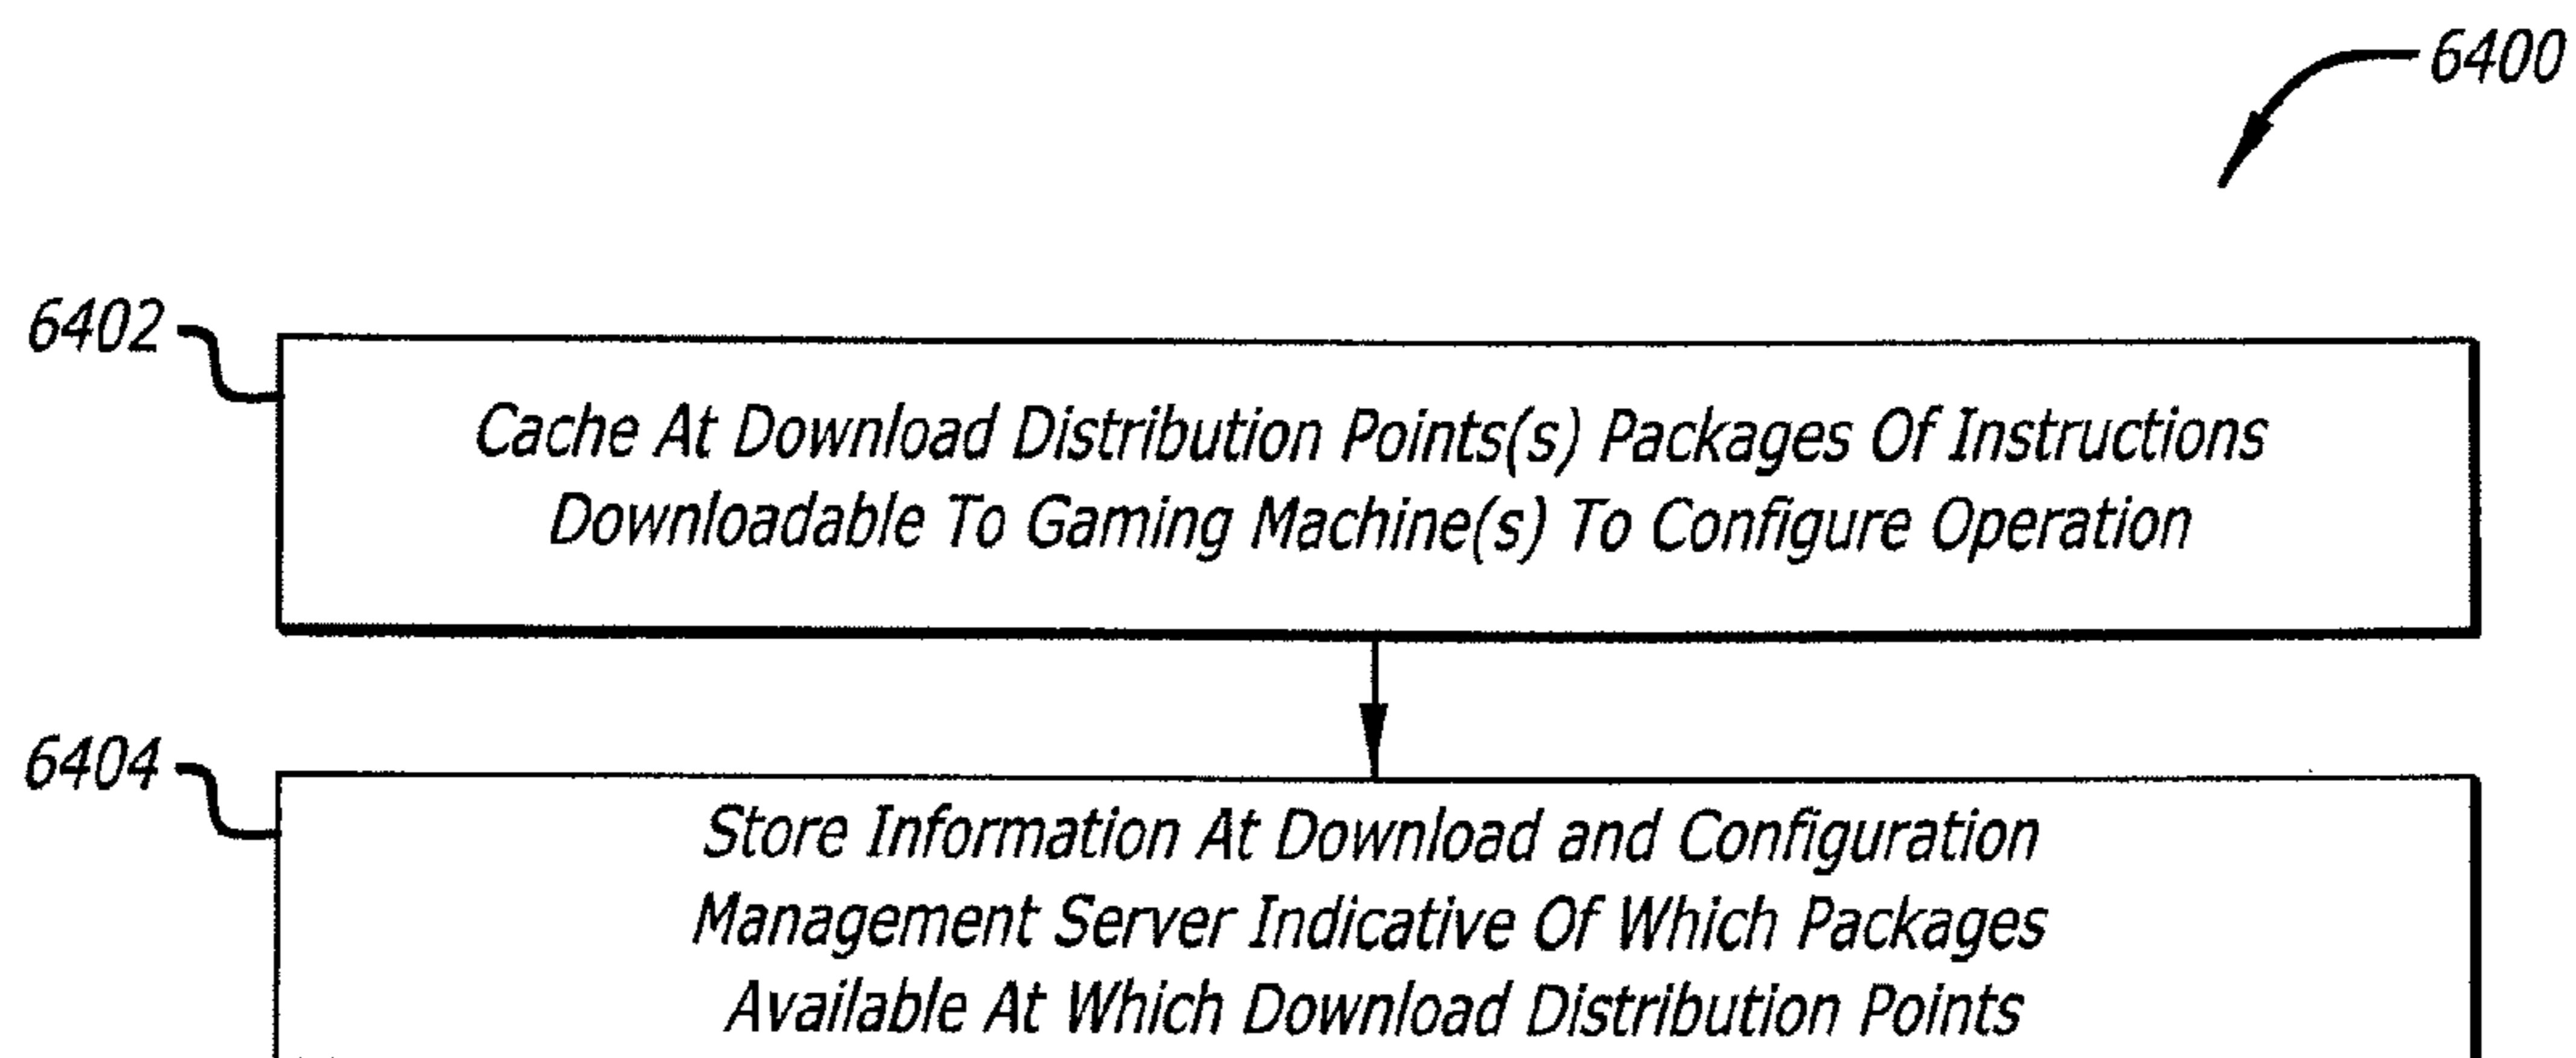 6400
6402
Cache At Download Distribution Points(s) Packages Of Instructions
Downloadable To Gaming Machine(s) To Configure Operation
6404
Store Information At Download and Configuration
Management Server Indicative Of Which Packages
Available At Which Download Distribution Points